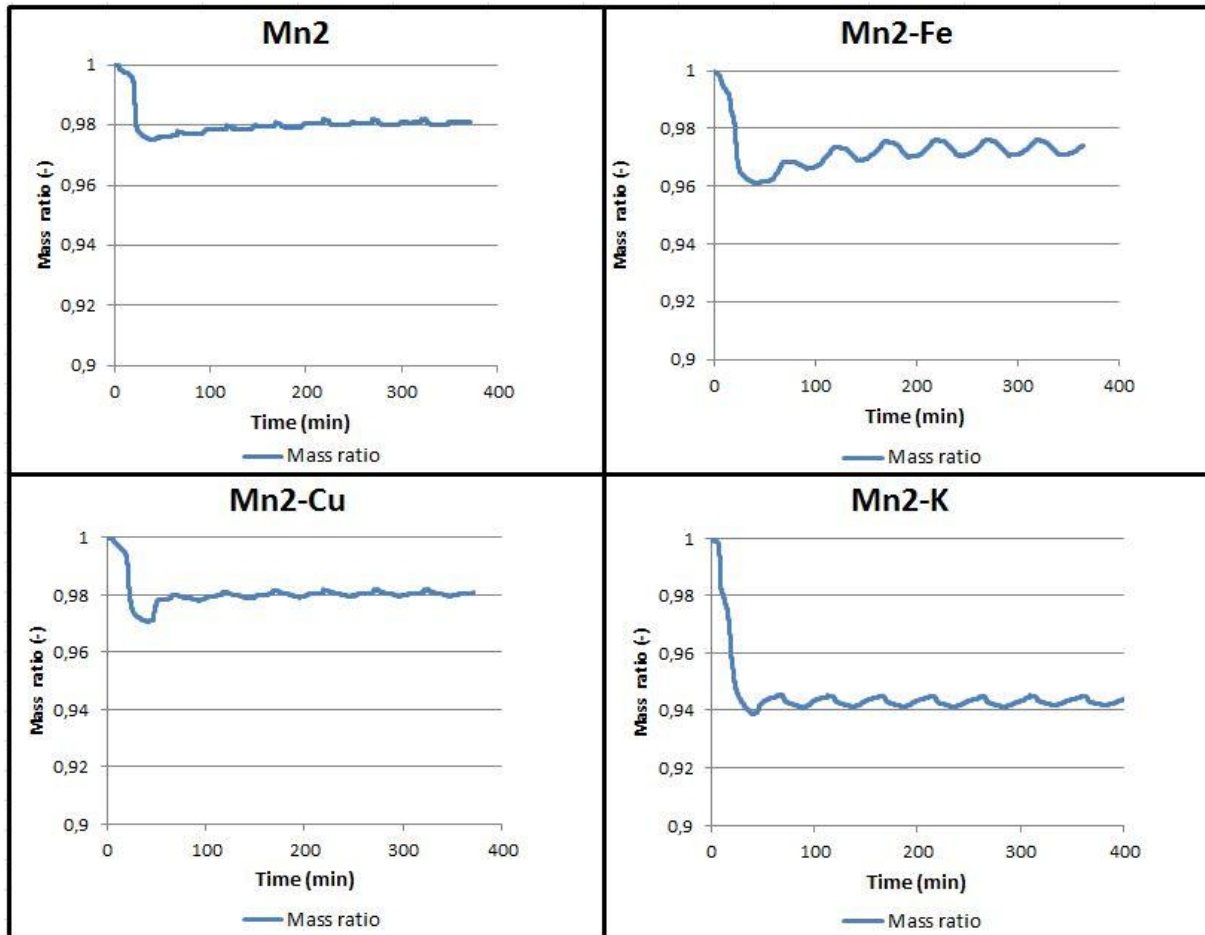 Mn2
1
0,98
0,96
0,94
0,92
0,9
Mass ratio (-)
0 100 200 300 400
Time (min)
Mass ratio
Mn2-Fe
1
0,98
0,96
0,94
0,92
0,9
Mass ratio (-)
0 100 200 300 400
Time (min)
Mass ratio
Mn2-Cu
1
0,98
0,96
0,94
0,92
0,9
Mass ratio (-)
0 100 200 300 400
Time (min)
Mass ratio
Mn2-K
1
0,98
0,96
0,94
0,92
0,9
Mass ratio (-)
0 100 200 300 400
Time (min)
Mass ratio